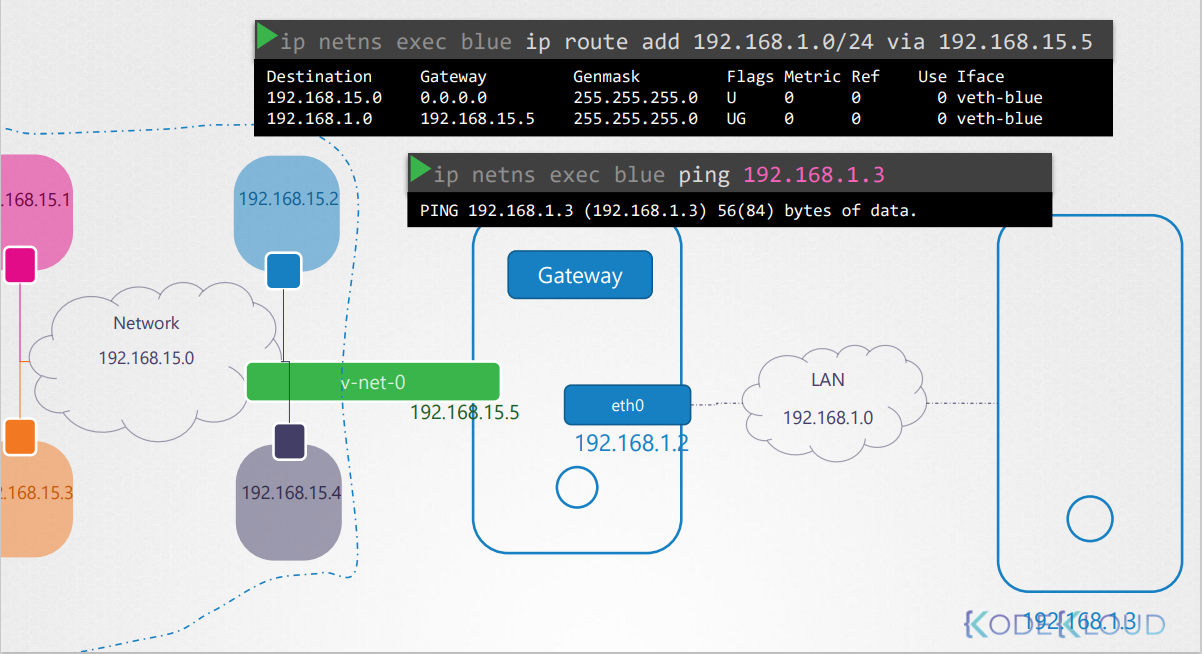 ip netns exec blue ip route add 192.168.1.0/24 via 192.168.15.5
Destination Gateway Genmask Flags Metric Ref Use Iface
192.168.15.0 0.0.0.0 255.255.255.0 U 0 0 0 veth-blue
192.168.1.0 192.168.15.5 255.255.255.0 UG 0 0 0 veth-blue
ip netns exec blue ping 192.168.1.3
PING 192.168.1.3 (192.168.1.3) 56(84) bytes of data.
.168.15.1
192.168.15.2
Gateway
Network
192.168.15.0
v-net-0
192.168.15.5
eth0
192.168.1.2
LAN
192.168.1.0
.168.15.3
192.168.15.4
192.168.1.3
KODEKLOUD